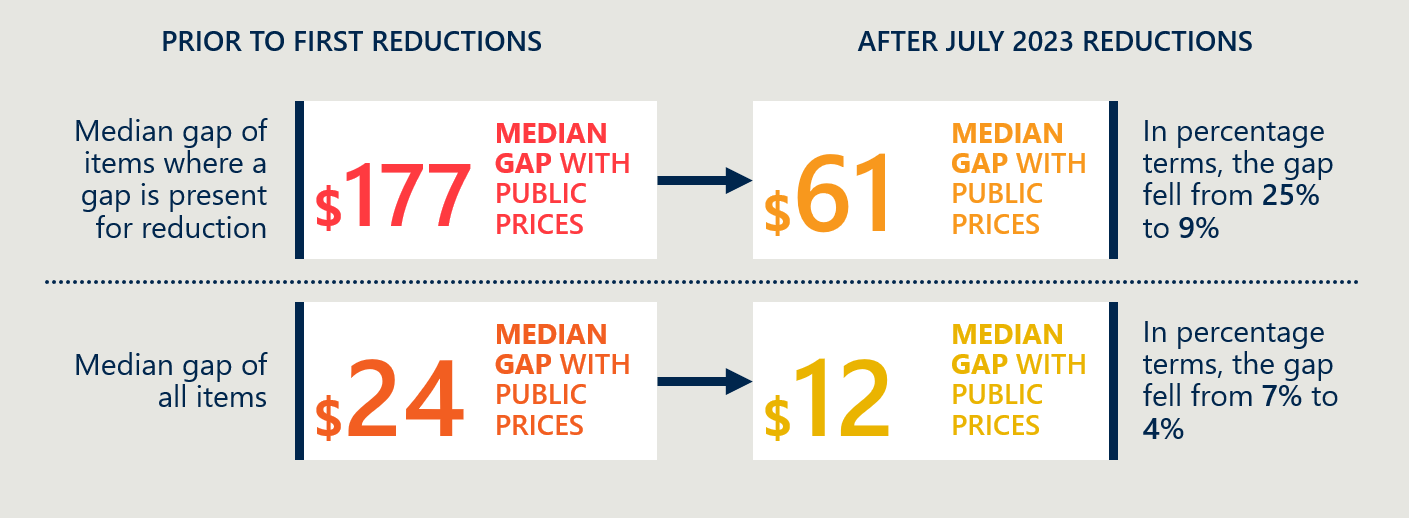 PRIOR TO FIRST REDUCTIONS
AFTER JULY 2023 REDUCTIONS
Median gap of
items where a
gap is present
for reduction
$177
MEDIAN
GAP WITH
PUBLIC
PRICES
$61
MEDIAN
GAP WITH
PUBLIC
PRICES
In percentage
terms, the gap
fell from 25%
to 9%
Median gap of
all items
$24
MEDIAN
GAP WITH
PUBLIC
PRICES
$12
MEDIAN
GAP WITH
PUBLIC
PRICES
In percentage
terms, the gap
fell from 7% to
4%